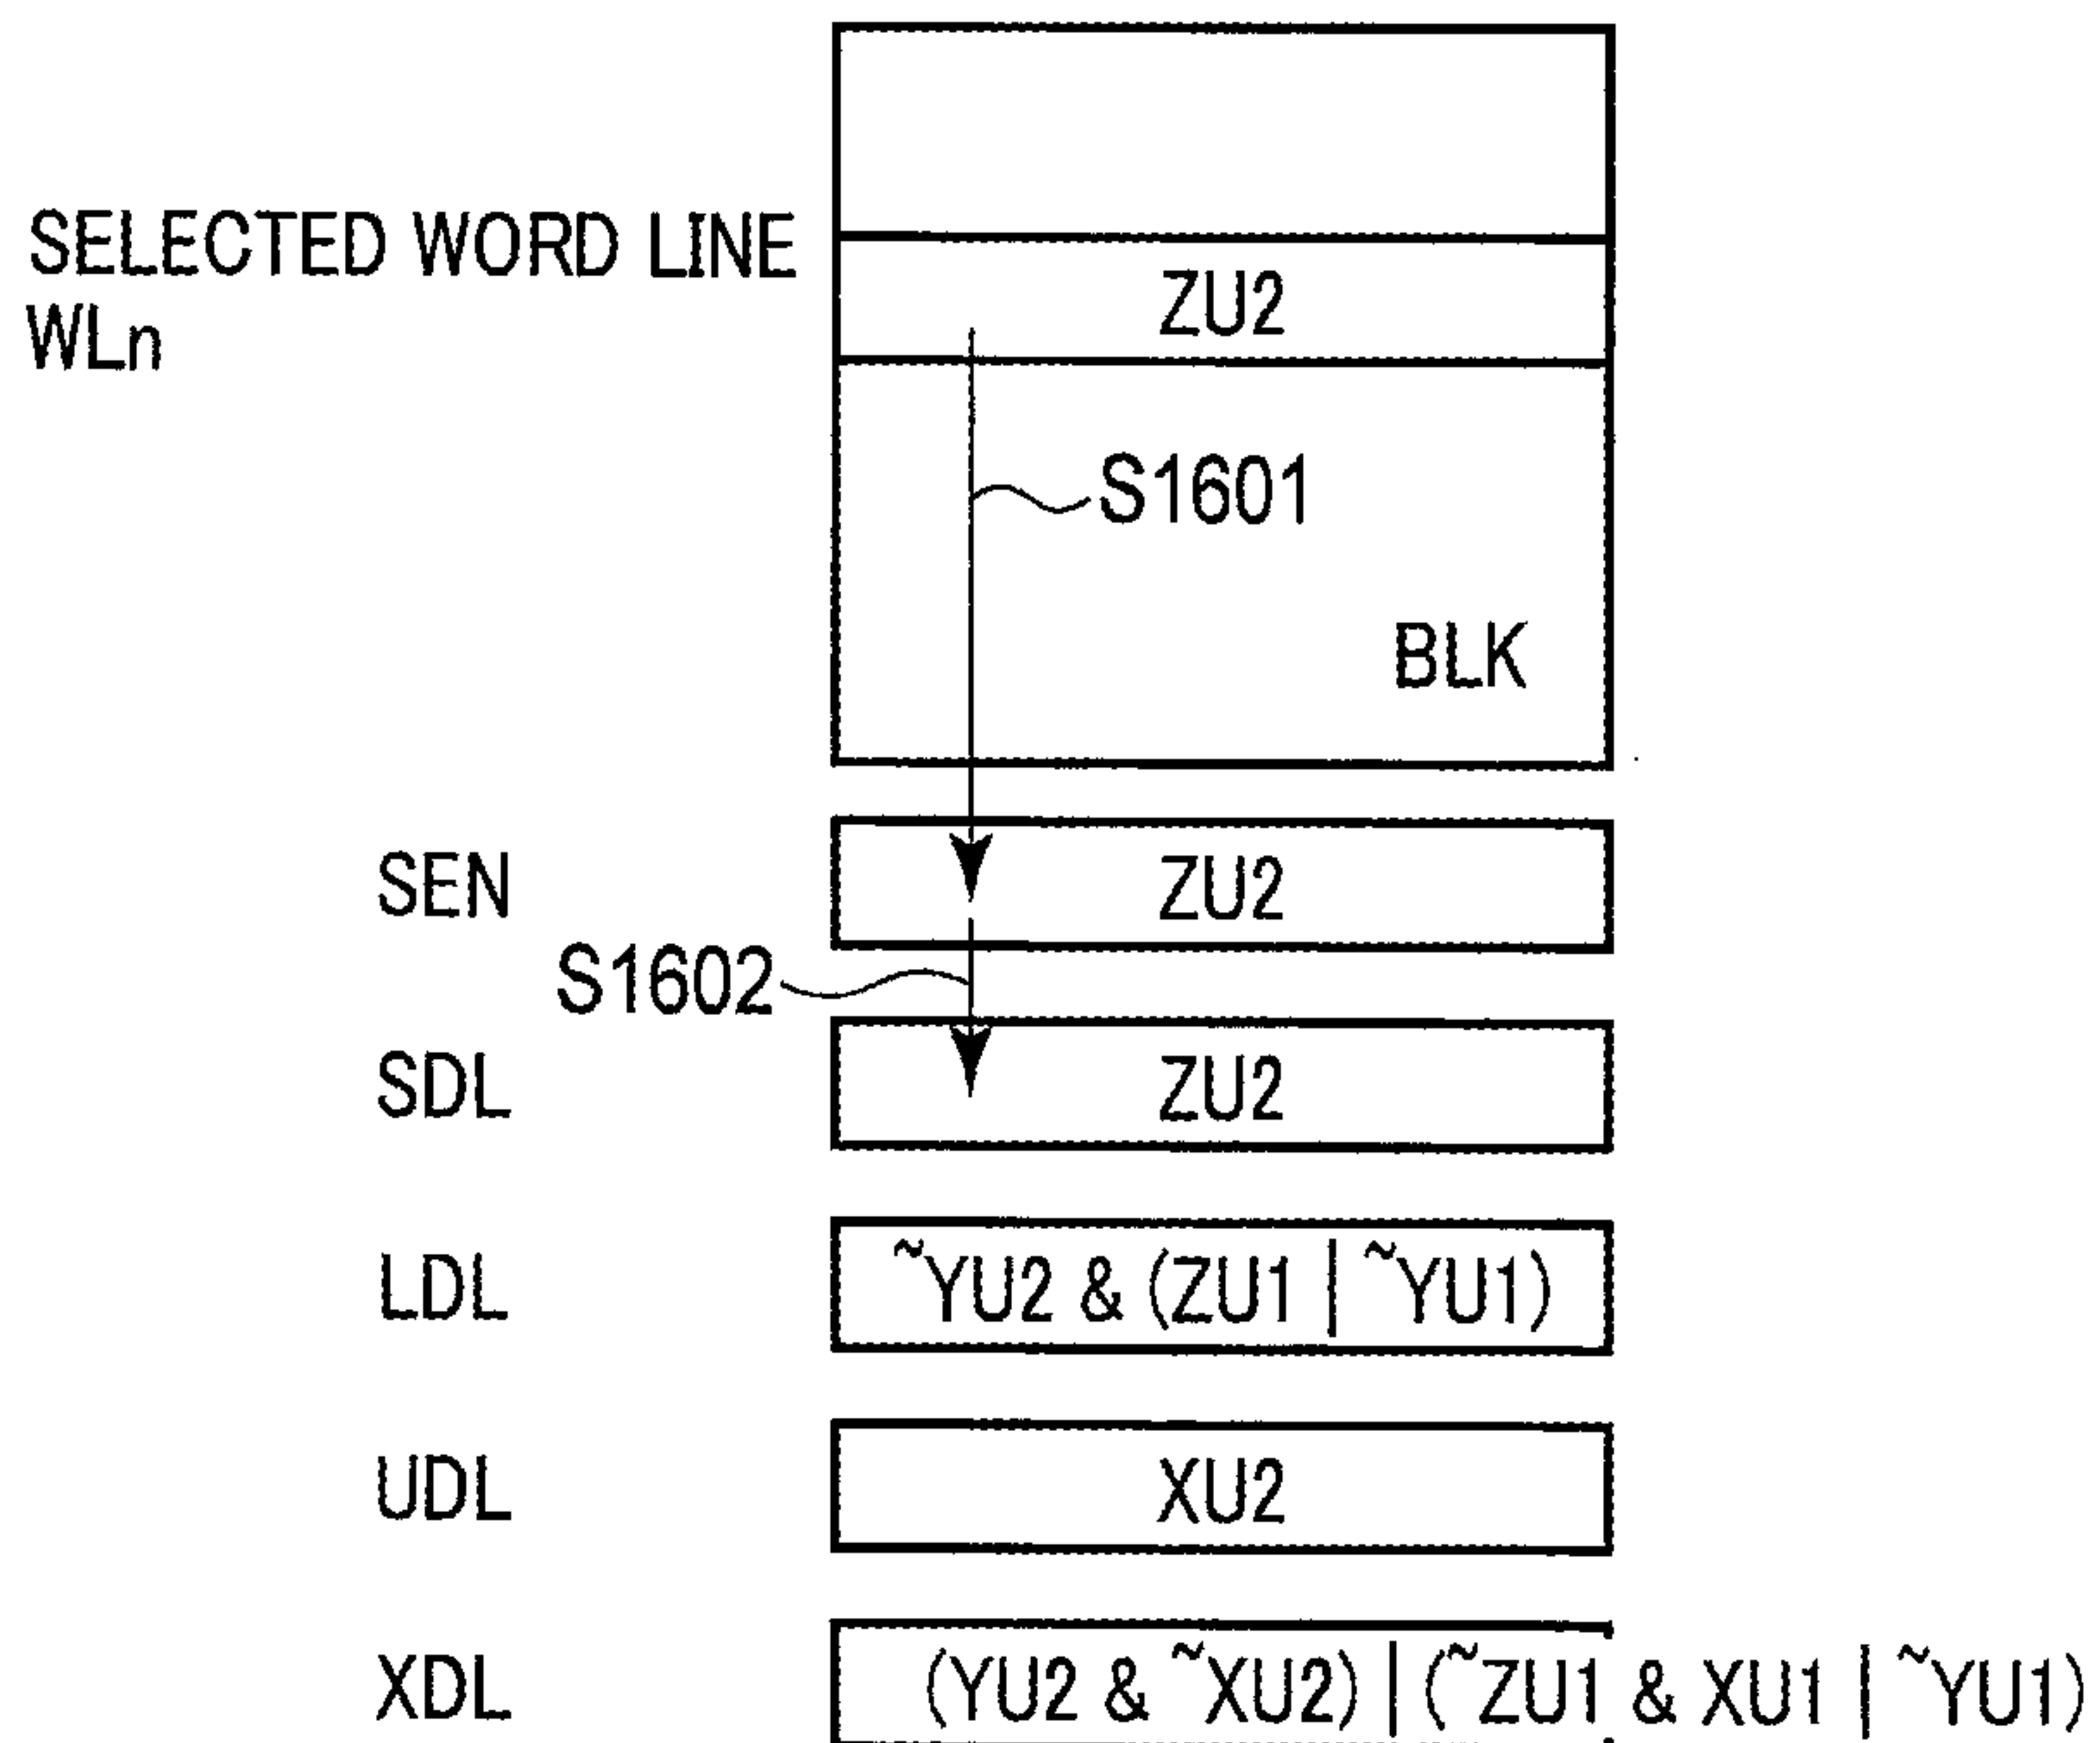 SELECTED WORD LINE
WLn
ZU2
S1601
BLK
SEN
ZU2
S1602
SDL
ZU2
LDL
~YU2 & (ZU1 | ~YU1)
UDL
XU2
XDL
(YU2 & ~XU2) | (~ZU1 & XU1 | ~YU1)